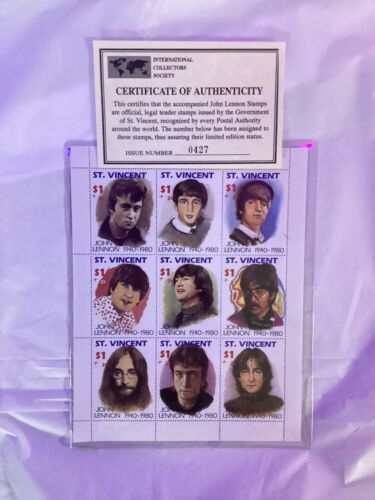 INTERNATIONAL
COLLECTORS
SOCIETY
CERTIFICATE OF AUTHENTICITY
This certifies that the accompanied John Lennon Stamps
are official, legal tender stamps issued by the Government
of St. Vincent, recognized by every Postal Authority
around the world. The number below has been assigned to
these stamps, thus assuring their limited edition status.
ISSUE NUMBER 0427
ST. VINCENT
$1
JOHN
LENNON 1940-1980
ST. VINCENT
$1
JOHN
LENNON 1940-1980
ST. VINCENT
$1
JOHN
LENNON 1940-1980
ST. VINCENT
$1
JOHN
LENNON 1940-1980
ST. VINCENT
$1
JOHN
LENNON 1940-1980
ST. VINCENT
$1
JOHN
LENNON 1940-1980
ST. VINCENT
$1
JOHN
LENNON 1940-1980
ST. VINCENT
$1
JOHN
LENNON 1940-1980
ST. VINCENT
$1
JOHN
LENNON 1940-1980